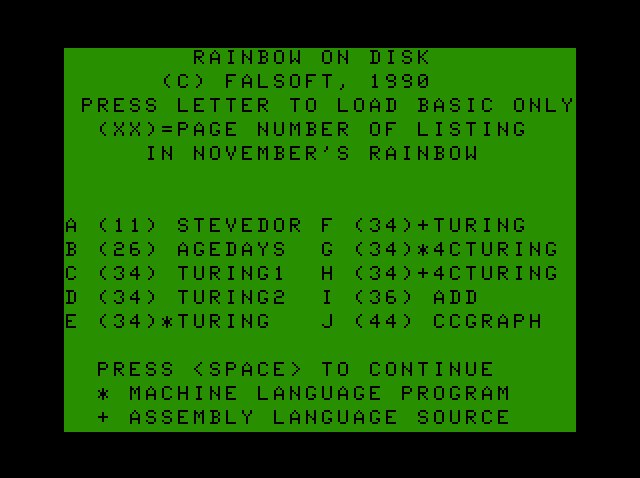 RAINBOW ON DISK
(C) FALSOFT, 1990
PRESS LETTER TO LOAD BASIC ONLY
(XX)=PAGE NUMBER OF LISTING
IN NOVEMBER'S RAINBOW
A (11) STEVEDOR F (34)+TURING
B (26) AGEDAYS G (34)*4CTURING
C (34) TURING1 H (34)+4CTURING
D (34) TURING2 I (36) ADD
E (34)*TURING J (44) CCGRAPH
PRESS <SPACE> TO CONTINUE
* MACHINE LANGUAGE PROGRAM
+ ASSEMBLY LANGUAGE SOURCE